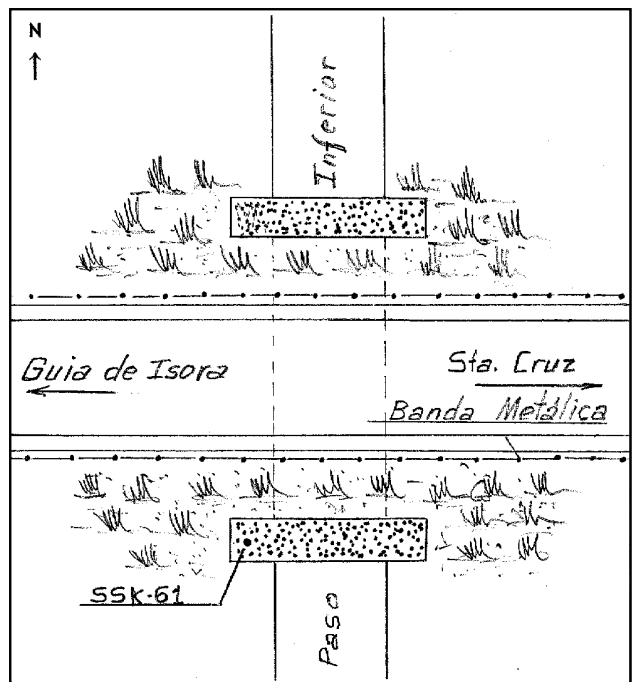 N
Inferior
Guia de Isora
Sta. Cruz
Banda Metálica
SSK-61
Paso